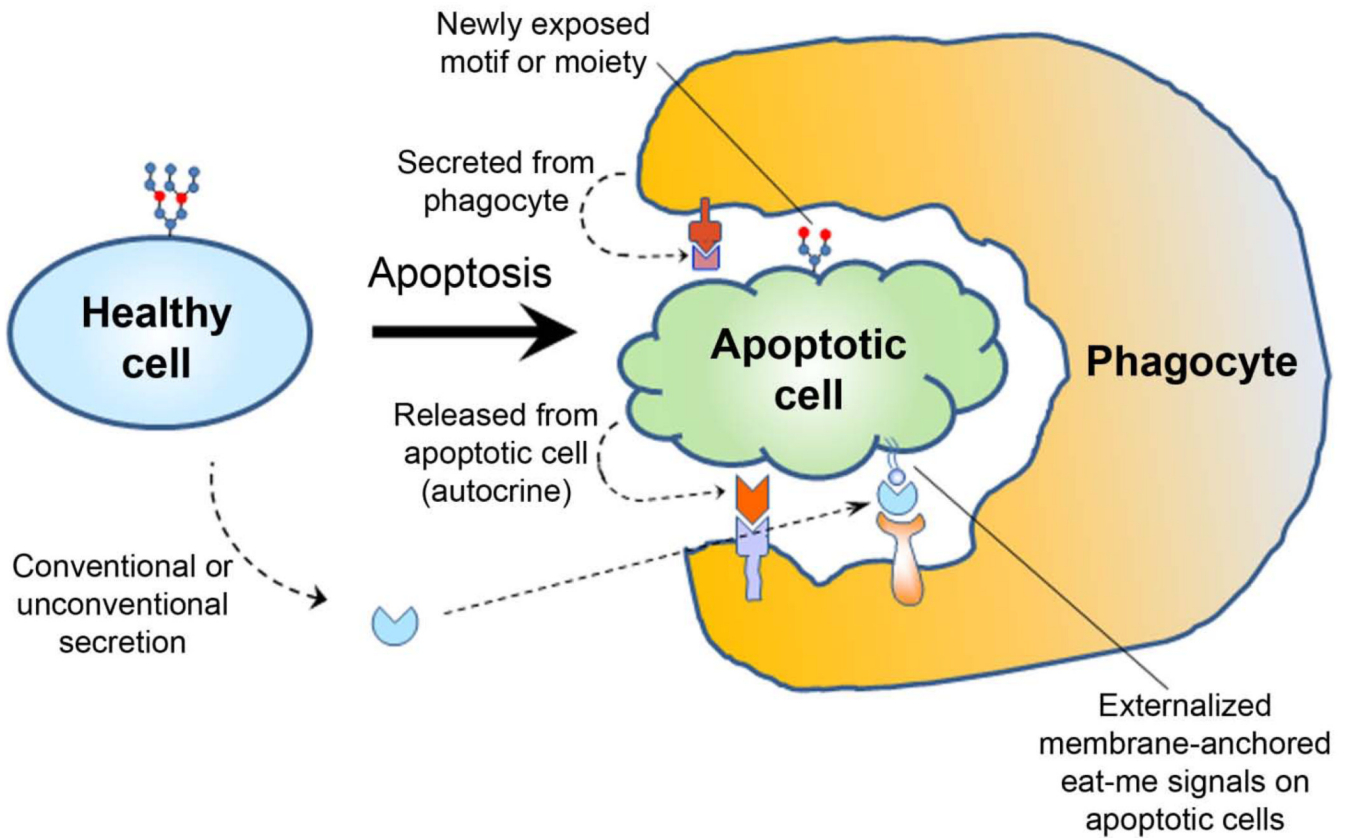 Newly exposed
motif or moiety
Secreted from
phagocyte
Apoptosis
Healthy
cell
Apoptotic
cell
Phagocyte
Released from
apoptotic cell
(autocrine)
Conventional or
unconventional
secretion
Externalized
membrane-anchored
eat-me signals on
apoptotic cells